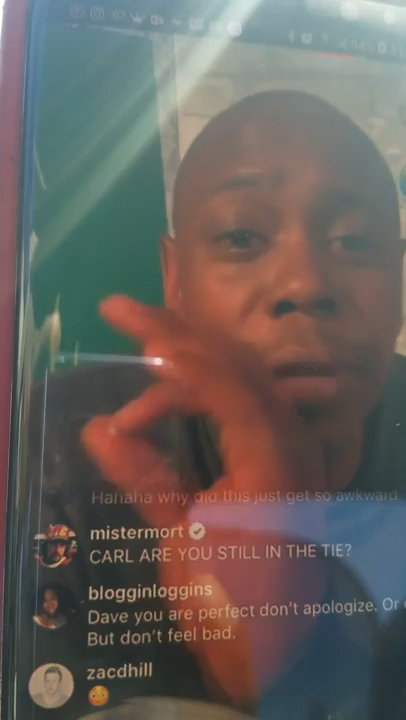 Hahaha why did this just get so awkward
mistermort
CARL ARE YOU STILL IN THE TIE?
blogginloggins
Dave you are perfect don't apologize. Or
But don't feel bad.
zacdhill